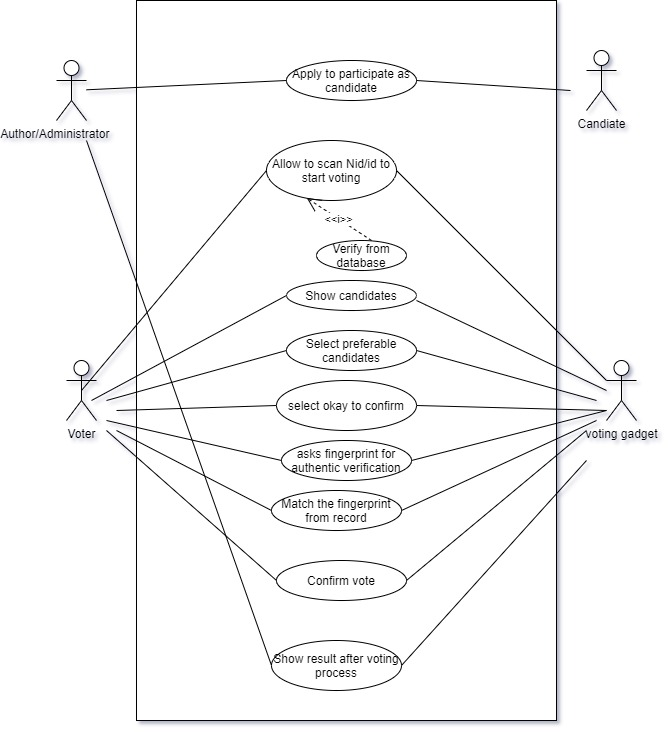 Apply to participate as
candidate
Author/Administrator
Candiate
Allow to scan Nid/id to
start voting
<<i>>
Verify from
database
Show candidates
Select preferable
candidates
select okay to confirm
Voter
voting gadget
asks fingerprint for
authentic verification
Match the fingerprint
from record
Confirm vote
Show result after voting
process